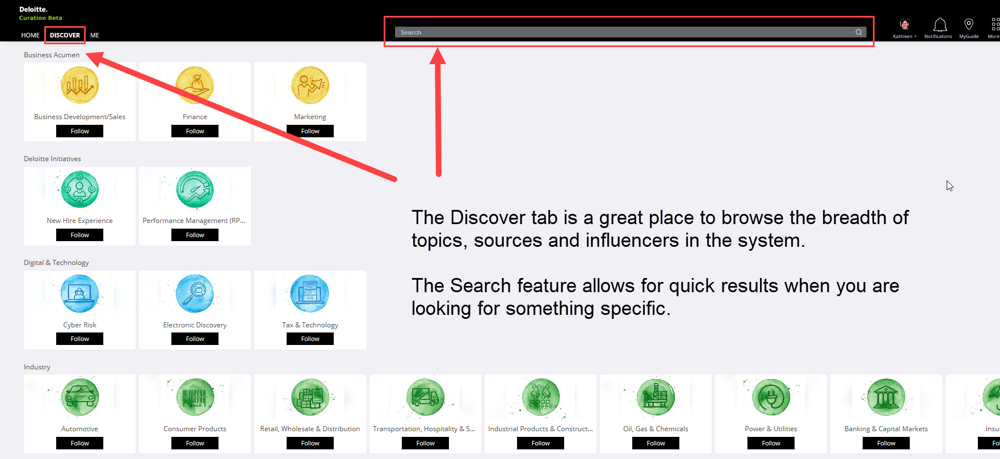 Deloitte.
Curation Beta
HOME DISCOVER ME
Search
Kathleen
Notifications
MyGuide
More
Business Acumen
Business Development/Sales
Finance
Marketing
Follow
Follow
Follow
Deloitte Initiatives
New Hire Experience
Performance Management (RP...
Follow
Follow
The Discover tab is a great place to browse the breadth of
topics, sources and influencers in the system.
The Search feature allows for quick results when you are
looking for something specific.
Digital & Technology
Cyber Risk
Electronic Discovery
Tax & Technology
Follow
Follow
Follow
Industry
Automotive
Consumer Products
Retail, Wholesale & Distribution
Transportation, Hospitality & S...
Industrial Products & Construct...
Oil, Gas & Chemicals
Power & Utilities
Banking & Capital Markets
Insu
Follow
Follow
Follow
Follow
Follow
Follow
Follow
Follow
Fo